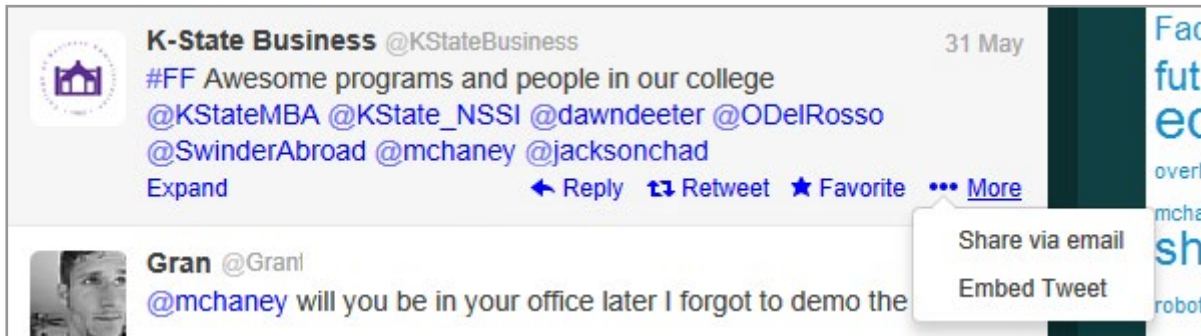 K-State Business @KStateBusiness 31 May
#FF Awesome programs and people in our college
@KStateMBA @KState_NSSI @dawndeeter @ODelRosso
@SwinderAbroad @mchaney @jacksonchad
Expand Reply Retweet Favorite More
Share via email
Embed Tweet
Gran @Grant
@mchaney will you be in your office later I forgot to demo the